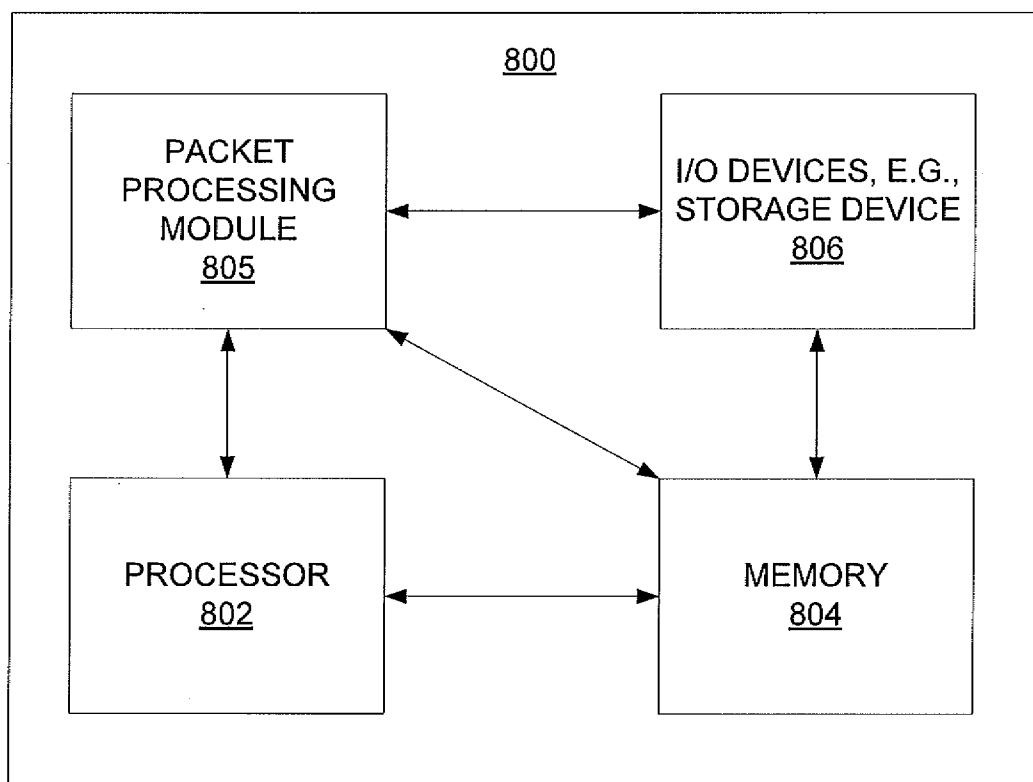 800
PACKET
PROCESSING
MODULE
805
I/O DEVICES, E.G.,
STORAGE DEVICE
806
PROCESSOR
802
MEMORY
804